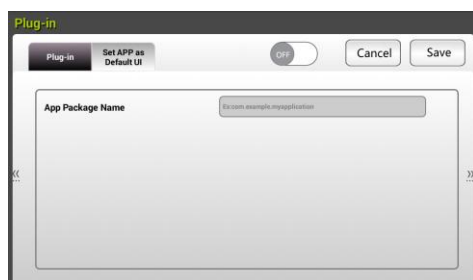 Plug-in
Plug-in
Set APP as
Default UI
OFF
Cancel
Save
App Package Name
Ex:com.example.myapplication
«
»